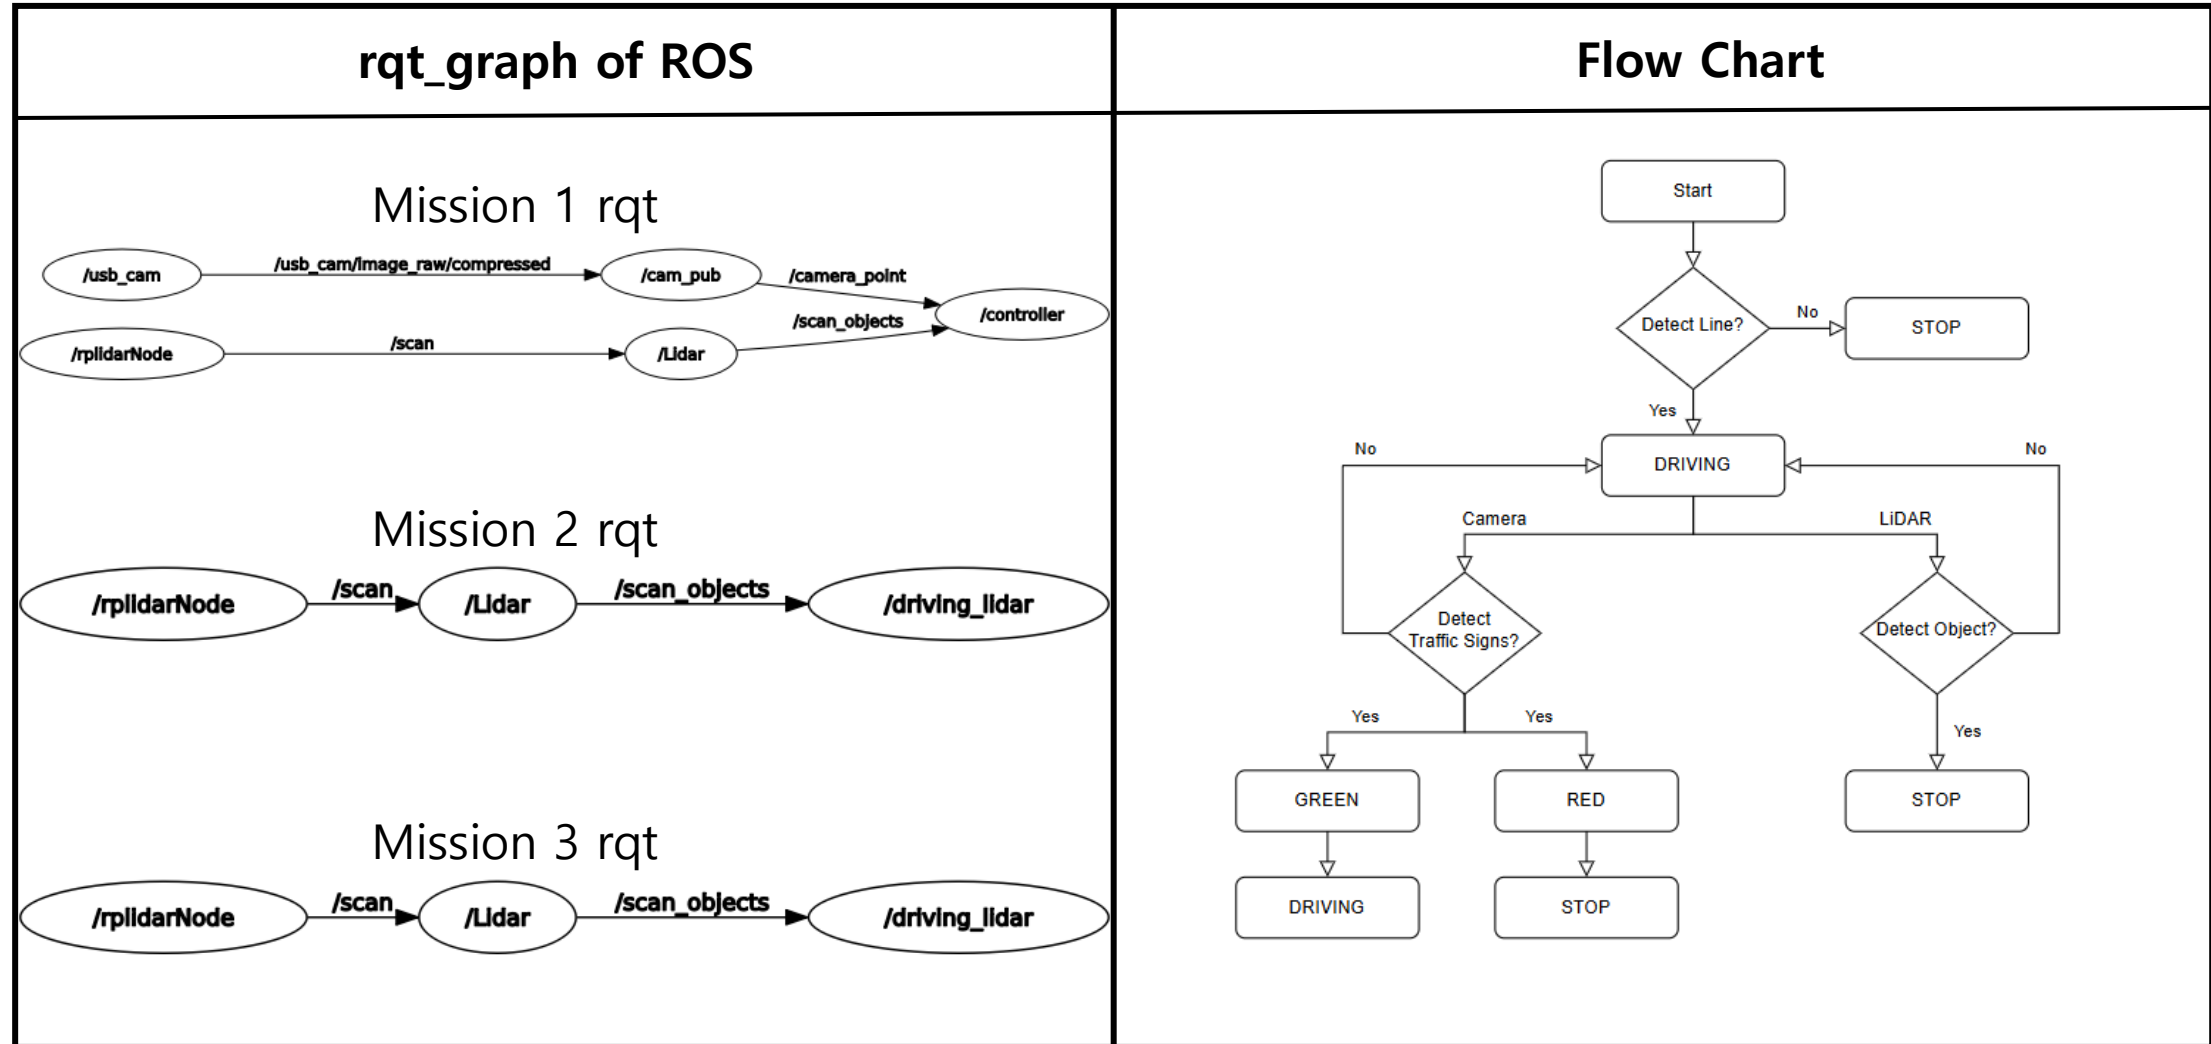 rqt_graph of ROS
Flow Chart
Mission 1 rqt
/usb_cam
/usb_cam/image_raw/compressed
/cam_pub
/camera_point
/controller
/rplidarNode
/scan
/Lidar
/scan_objects
Mission 2 rqt
/rplidarNode
/scan
/Lidar
/scan_objects
/driving_lidar
Mission 3 rqt
/rplidarNode
/scan
/Lidar
/scan_objects
/driving_lidar
Start
Detect Line?
No
STOP
Yes
No
DRIVING
No
Camera
LiDAR
Detect
Traffic Signs?
Detect Object?
Yes
Yes
Yes
GREEN
RED
STOP
DRIVING
STOP